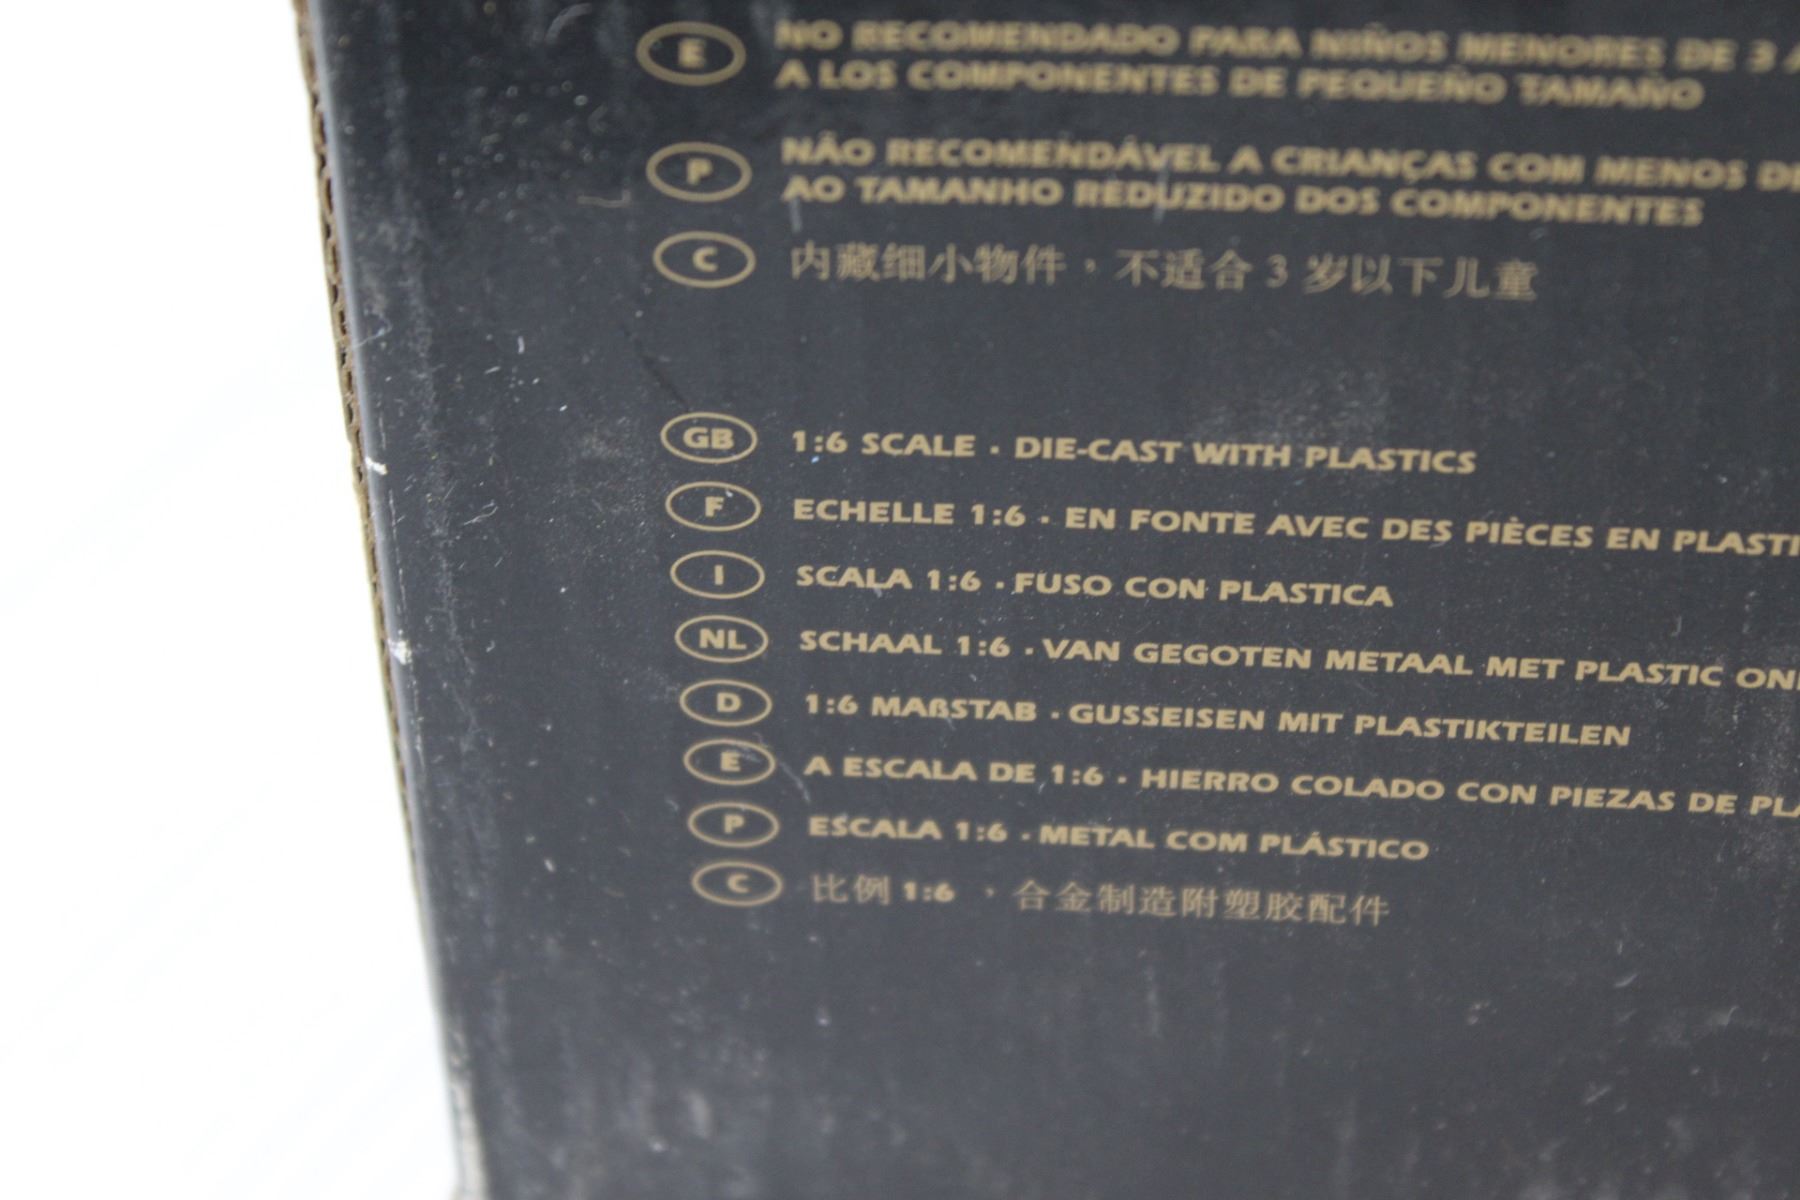 E NO RECOMENDADO PARA NIÑOS MENORES DE 3
A LOS COMPONENTES DE PEQUEÑO TAMAÑO
P NÃO RECOMENDÁVEL A CRIANÇAS COM MENOS DE
AO TAMANHO REDUZIDO DOS COMPONENTES
C 内藏细小物件，不适合 3 岁以下儿童
GB 1:6 SCALE · DIE-CAST WITH PLASTICS
F ECHELLE 1:6 · EN FONTE AVEC DES PIÈCES EN PLASTI
I SCALA 1:6 · FUSO CON PLASTICA
NL SCHAAL 1:6 · VAN GEGOTEN METAAL MET PLASTIC ON
D 1:6 MAßSTAB · GUSSEISEN MIT PLASTIKTEILEN
E A ESCALA DE 1:6 · HIERRO COLADO CON PIEZAS DE PL
P ESCALA 1:6 · METAL COM PLÁSTICO
C 比例 1:6 ，合金制造附塑胶配件